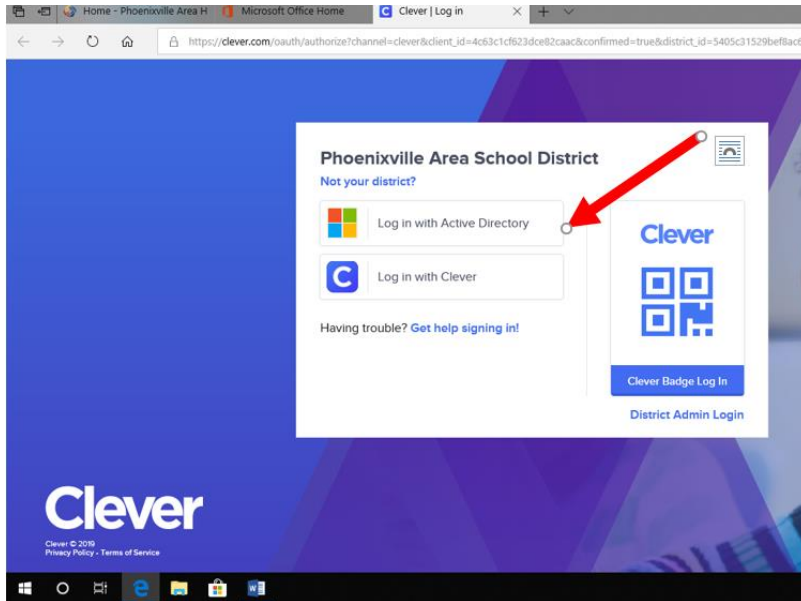 Home - Phoenixville Area H
Microsoft Office Home
Clever | Log in
https://clever.com/oauth/authorize?channel=clever&client_id=4c63c1cf623dce82caac&confirmed=true&district_id=5405c31529bef8ac6
Phoenixville Area School District
Not your district?
Log in with Active Directory
Log in with Clever
Having trouble? Get help signing in!
Clever
Clever Badge Log In
District Admin Login
Clever
Clever © 2019
Privacy Policy - Terms of Service